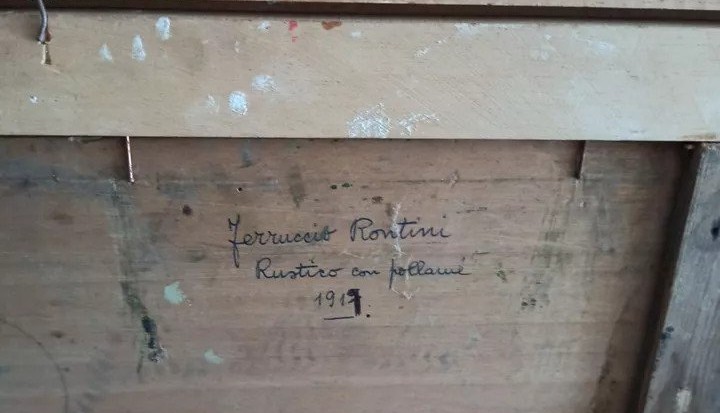 Ferruccio Rontini
Rustico con pollame
1917.